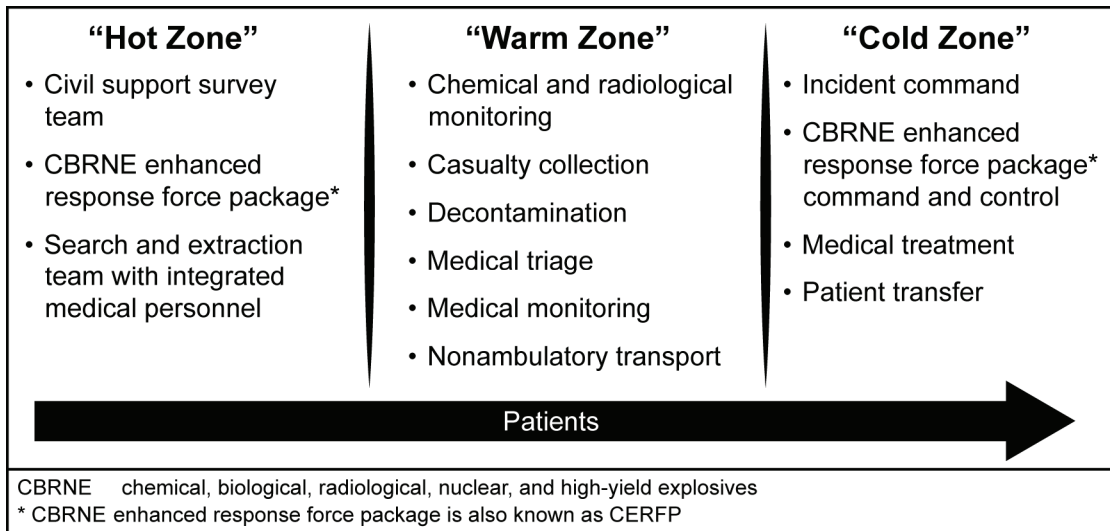 “Hot Zone”
• Civil support survey
team
• CBRNE enhanced
response force package*
• Search and extraction
team with integrated
medical personnel
“Warm Zone”
• Chemical and radiological
monitoring
• Casualty collection
• Decontamination
• Medical triage
• Medical monitoring
• Nonambulatory transport
“Cold Zone”
• Incident command
• CBRNE enhanced
response force package*
command and control
• Medical treatment
• Patient transfer
Patients
CBRNE chemical, biological, radiological, nuclear, and high-yield explosives
* CBRNE enhanced response force package is also known as CERFP